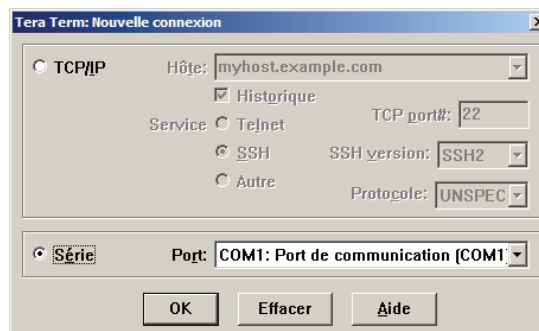 Tera Term: Nouvelle connexion
TCP/IP
Hôte: myhost.example.com
Historique
Service Telnet TCP port#: 22
SSH SSH version: SSH2
Autre Protocole: UNSPEC
Série Port: COM1: Port de communication (COM1
OK Effacer Aide